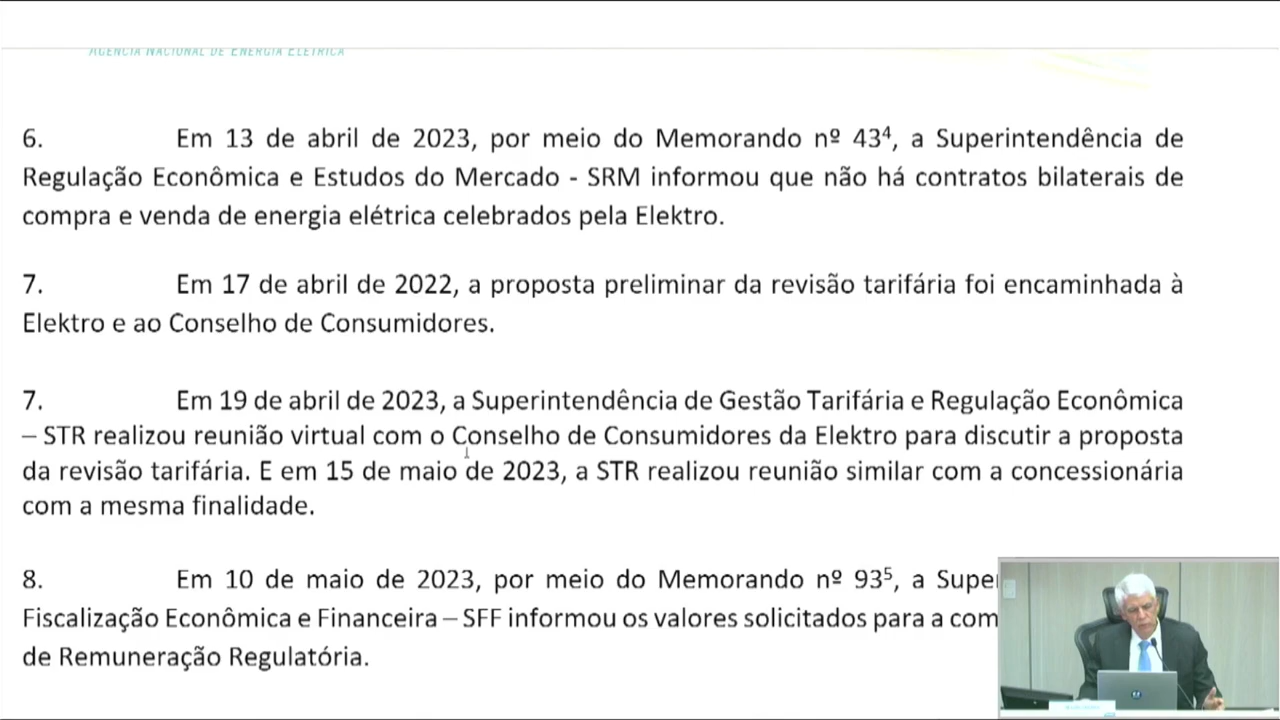 AGÊNCIA NACIONAL DE ENERGIA ELÉTRICA
6. Em 13 de abril de 2023, por meio do Memorando nº 43⁴, a Superintendência de
Regulação Econômica e Estudos do Mercado - SRM informou que não há contratos bilaterais de
compra e venda de energia elétrica celebrados pela Elektro.
7. Em 17 de abril de 2022, a proposta preliminar da revisão tarifária foi encaminhada à
Elektro e ao Conselho de Consumidores.
7. Em 19 de abril de 2023, a Superintendência de Gestão Tarifária e Regulação Econômica
– STR realizou reunião virtual com o Conselho de Consumidores da Elektro para discutir a proposta
da revisão tarifária. E em 15 de maio de 2023, a STR realizou reunião similar com a concessionária
com a mesma finalidade.
8. Em 10 de maio de 2023, por meio do Memorando nº 93⁵, a Supe
Fiscalização Econômica e Financeira – SFF informou os valores solicitados para a com
de Remuneração Regulatória.